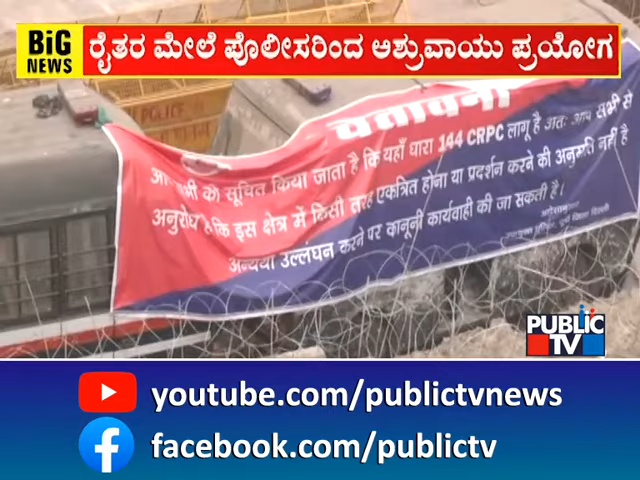 BiG
NEWS
ರೈತರ ಮೇಲೆ ಪೊಲೀಸರಿಂದ ಅಶ್ರುವಾಯು ಪ್ರಯೋಗ
चेतावनी
आप सभी को सूचित किया जाता है कि यहाँ धारा 144 CRPC लागू है अतः आप सभी से
अनुरोध है कि इस क्षेत्र में किसी तरह एकत्रित होना या प्रदर्शन करने की अनुमति नहीं है
अन्यथा उल्लंघन करने पर कानूनी कार्यवाही की जा सकती है।
PUBLiC
TV
youtube.com/publictvnews
facebook.com/publictv